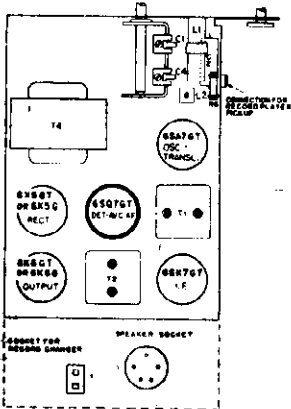 C1
L1
C4
L2
R6
CONNECTION FOR
RECORD PLAYER
PICKUP
T4
6SA7GT
OSC-
TRANSL.
6X5GT
OR 6X5G
RECT
6SQ7GT
DET-AVC AF
T1
6K6GT
OR 6K6G
OUTPUT
T2
6SK7GT
I.F.
SOCKET FOR
RECORD CHANGER
SPEAKER SOCKET